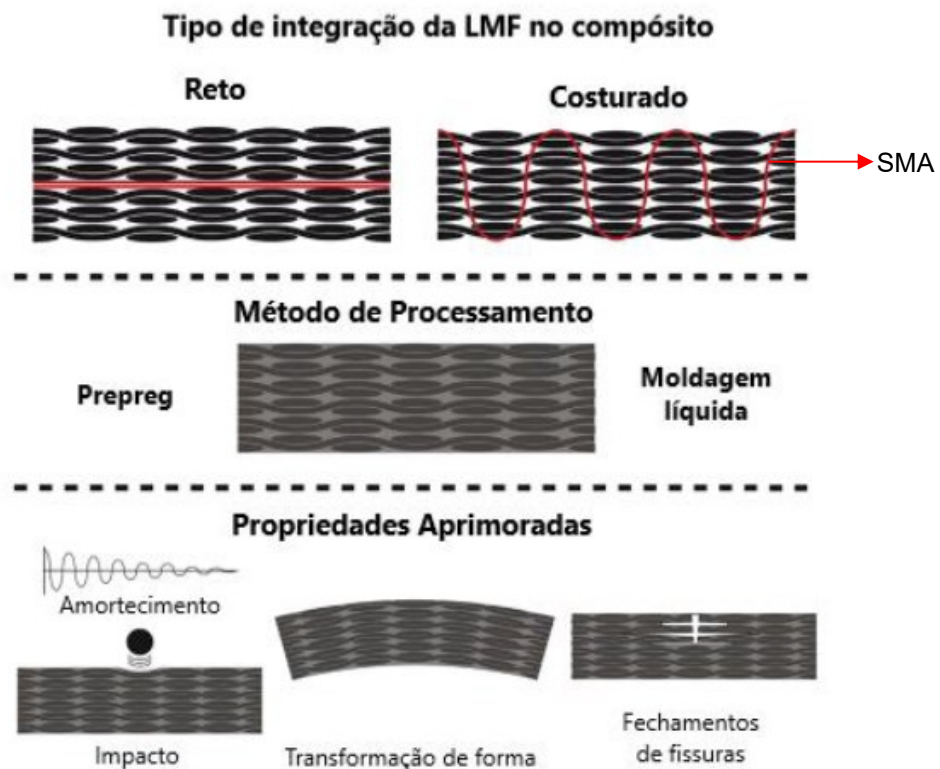 Tipo de integração da LMF no compósito
Reto
Costurado
SMA
Método de Processamento
Prepreg
Moldagem
líquida
Propriedades Aprimoradas
Amortecimento
Impacto
Transformação de forma
Fechamentos
de fissuras